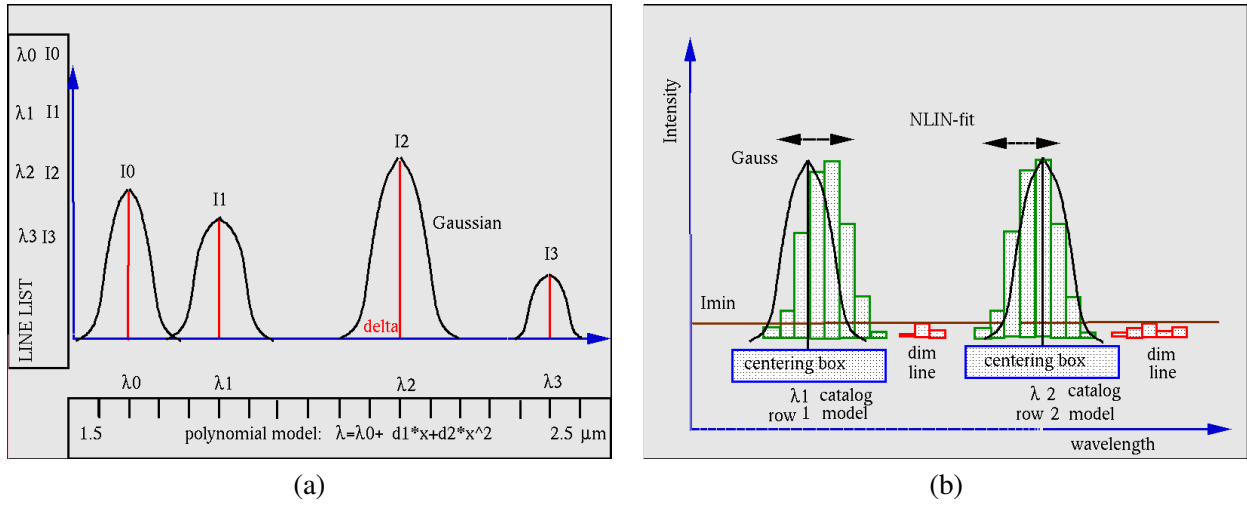 λ0 I0
λ1 I1
λ2 I2
λ3 I3
LINE LIST
I0
I1
I2
I3
Gaussian
delta
λ0 λ1 λ2 λ3
1.5 polynomial model: λ=λ0+ d1*x+d2*x^2 2.5 μm
(a)
Intensity
NLIN-fit
Gauss
Imin
centering box
dim
line
centering box
dim
line
λ1 catalog
row 1 model
λ 2 catalog
row 2 model
wavelength
(b)